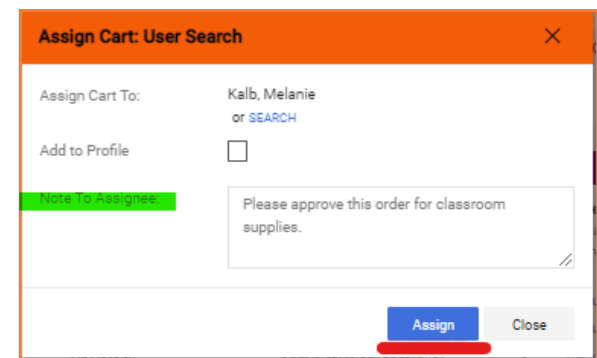 Assign Cart: User Search
Assign Cart To:
Kalb, Melanie
or SEARCH
Add to Profile
Note To Assignee:
Please approve this order for classroom
supplies.
Assign
Close